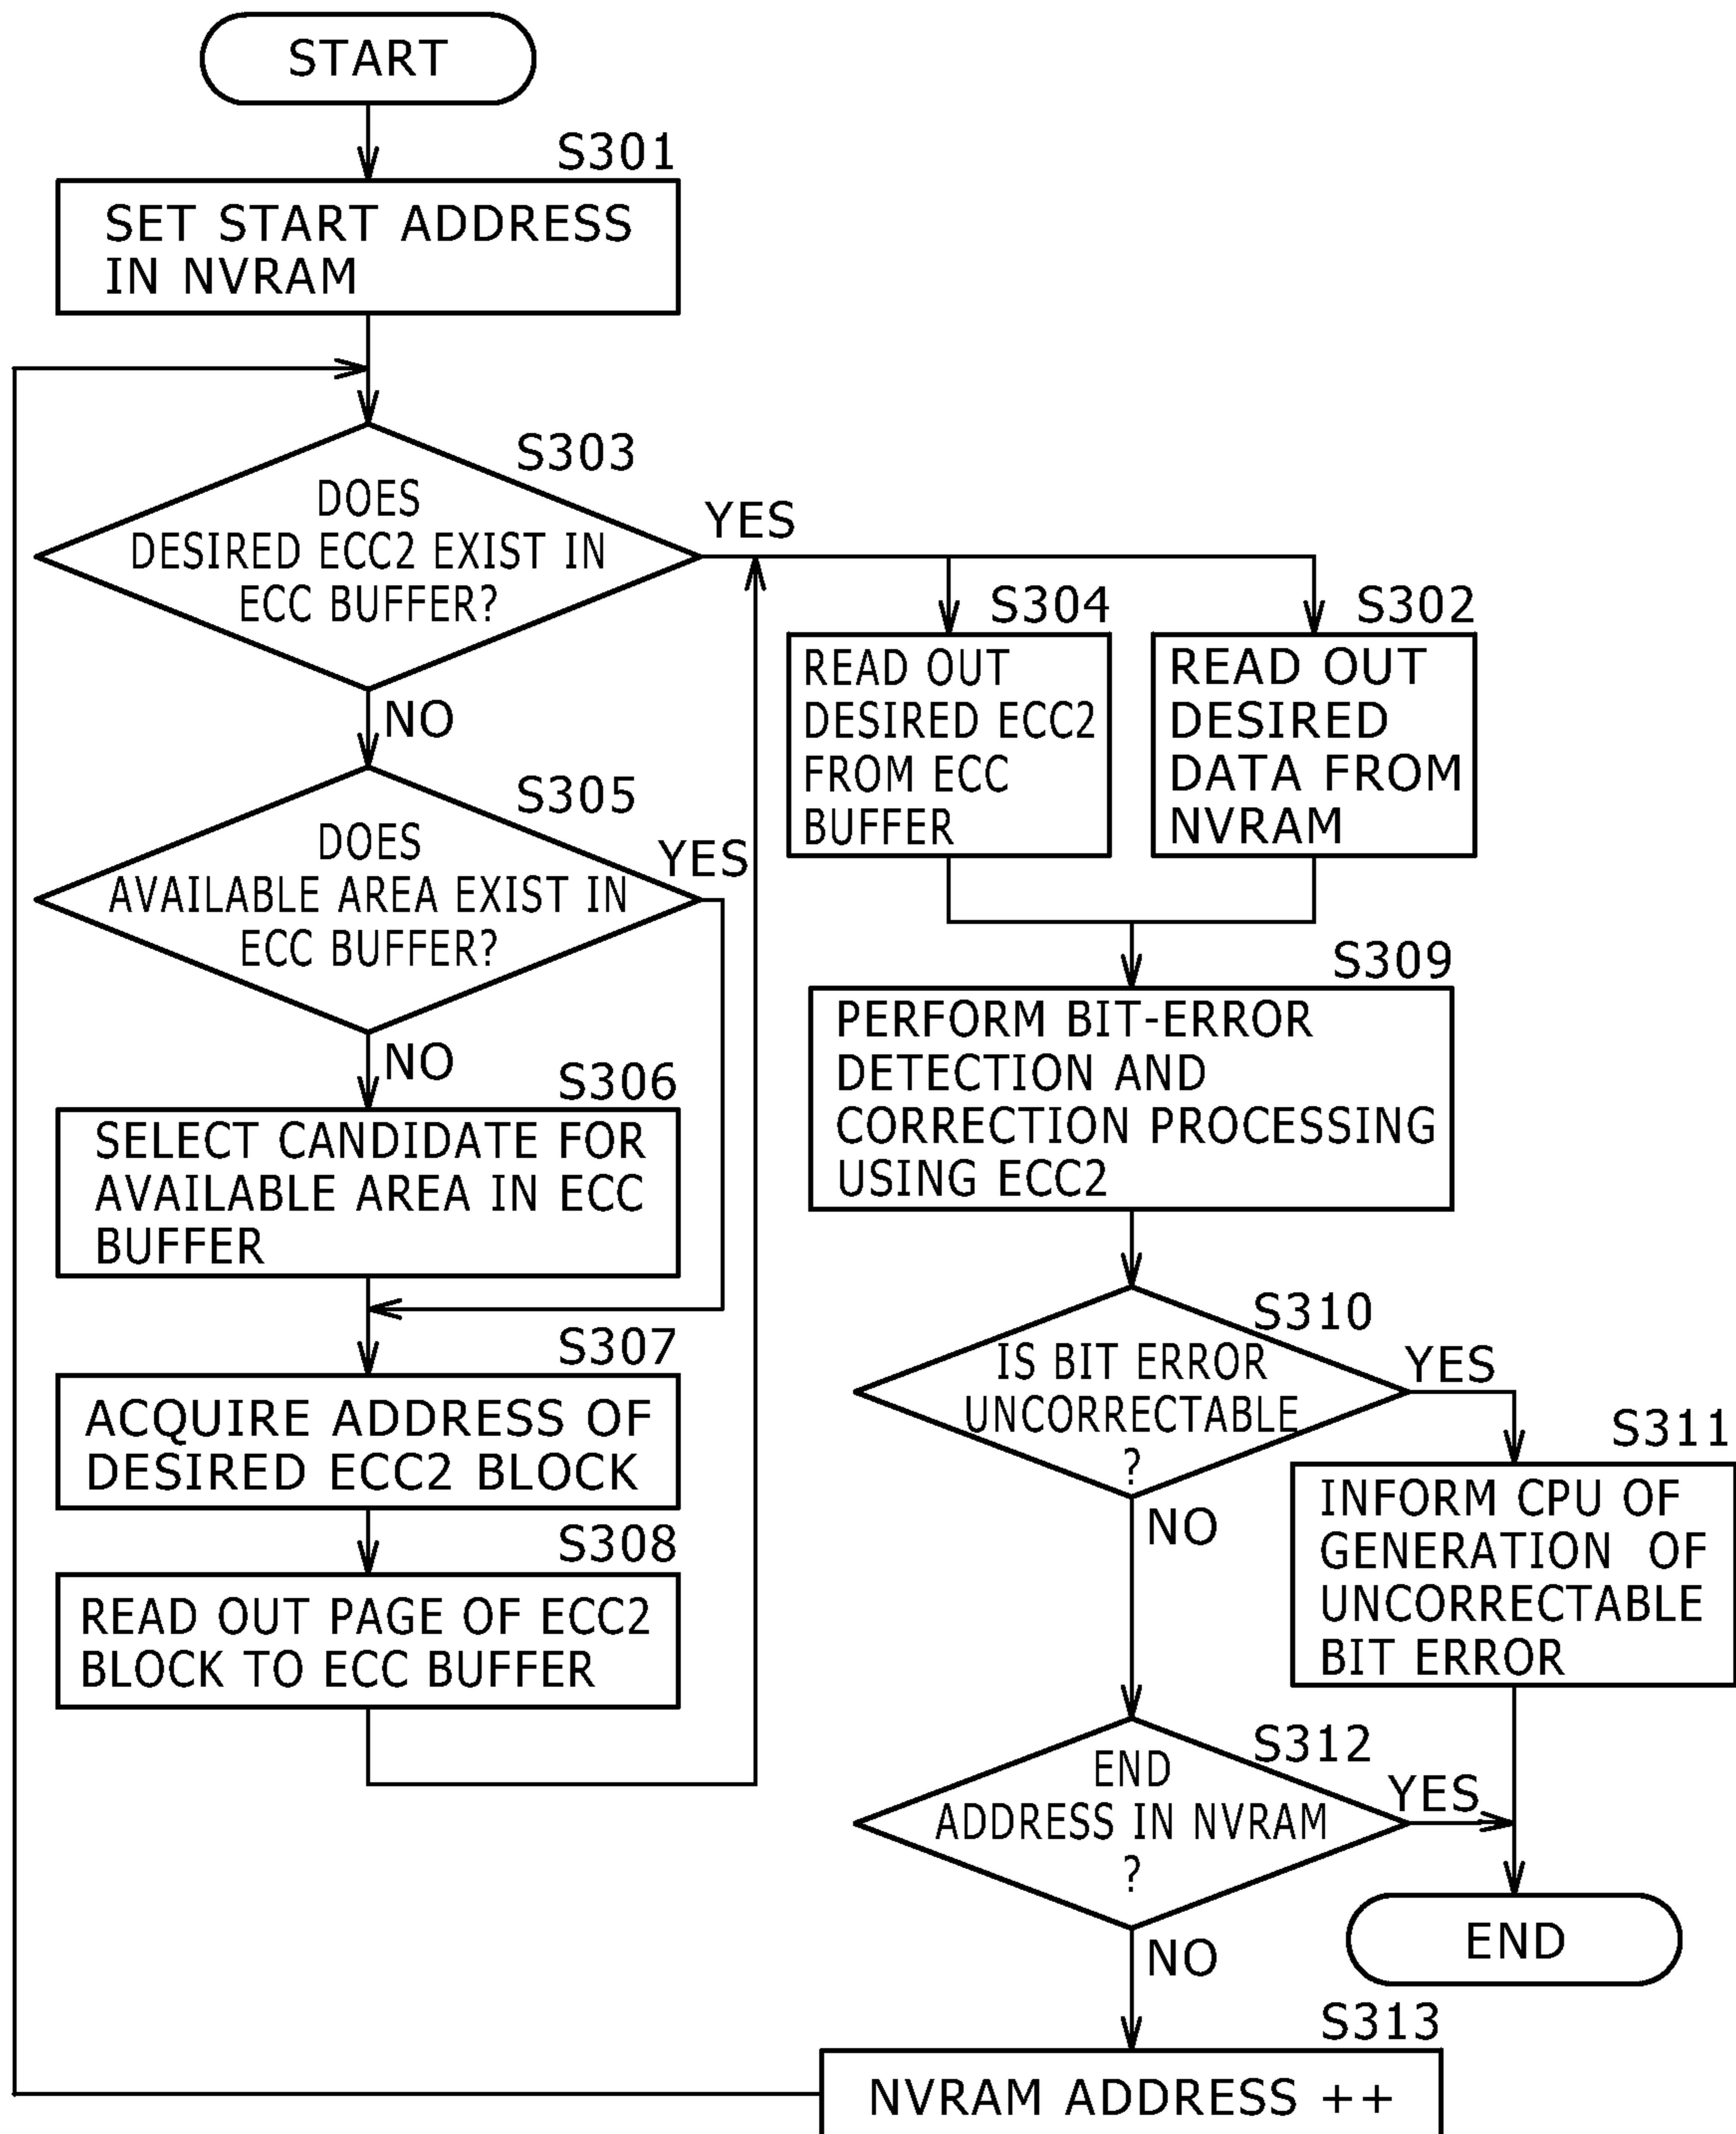 START
S301
SET START ADDRESS
IN NVRAM
S303
DOES
DESIRED ECC2 EXIST IN
ECC BUFFER?
YES
NO
S305
DOES
AVAILABLE AREA EXIST IN
ECC BUFFER?
YES
NO
S306
SELECT CANDIDATE FOR
AVAILABLE AREA IN ECC
BUFFER
S307
ACQUIRE ADDRESS OF
DESIRED ECC2 BLOCK
S308
READ OUT PAGE OF ECC2
BLOCK TO ECC BUFFER
S304
READ OUT
DESIRED ECC2
FROM ECC
BUFFER
S302
READ OUT
DESIRED
DATA FROM
NVRAM
S309
PERFORM BIT-ERROR
DETECTION AND
CORRECTION PROCESSING
USING ECC2
S310
IS BIT ERROR
UNCORRECTABLE
?
YES
NO
S311
INFORM CPU OF
GENERATION OF
UNCORRECTABLE
BIT ERROR
S312
END
ADDRESS IN NVRAM
?
YES
NO
END
S313
NVRAM ADDRESS ++